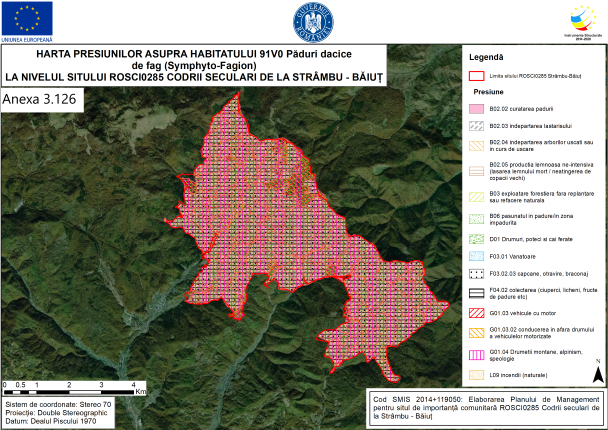 UNIUNEA EUROPEANĂ
GUVERNUL ROMÂNIEI
Instrumente Structurale
2014-2020
HARTA PRESIUNILOR ASUPRA HABITATULUI 91V0 Păduri dacice
de fag (Symphyto-Fagion)
LA NIVELUL SITULUI ROSCI0285 CODRII SECULARI DE LA STRÂMBU - BĂIUȚ
Anexa 3.126
Legendă
Limita sitului ROSCI0285 Strâmbu-Băiuț
Presiune
B02.02 curatarea padurii
B02.03 indepartarea lastarisului
B02.04 indepartarea arborilor uscati sau
in curs de uscare
B02.05 productia lemnoasa ne-intensiva
(lasarea lemnului mort / neatingerea de
copacii vechi)
B03 exploatare forestiera fara replantare
sau refacere naturala
B06 pasunatul in padure/in zona
impadurita
D01 Drumuri, poteci si cai ferate
F03.01 Vanatoare
F03.02.03 capcane, otravire, braconaj
F04.02 colectarea (ciuperci, licheni, fructe
de padure etc)
G01.03 vehicule cu motor
G01.03.02 conducerea in afara drumului
a vehiculelor motorizate
G01.04 Drumetii montane, alpinism,
speologie
L09 incendii (naturale)
N
0 0.5 1 2 3 4
Km
Sistem de coordonate: Stereo 70
Proiecție: Double Stereographic
Datum: Dealul Piscului 1970
Cod SMIS 2014+119050: Elaborarea Planului de Management
pentru situl de importanță comunitară ROSCI0285 Codrii seculari de
la Strâmbu - Băiuț